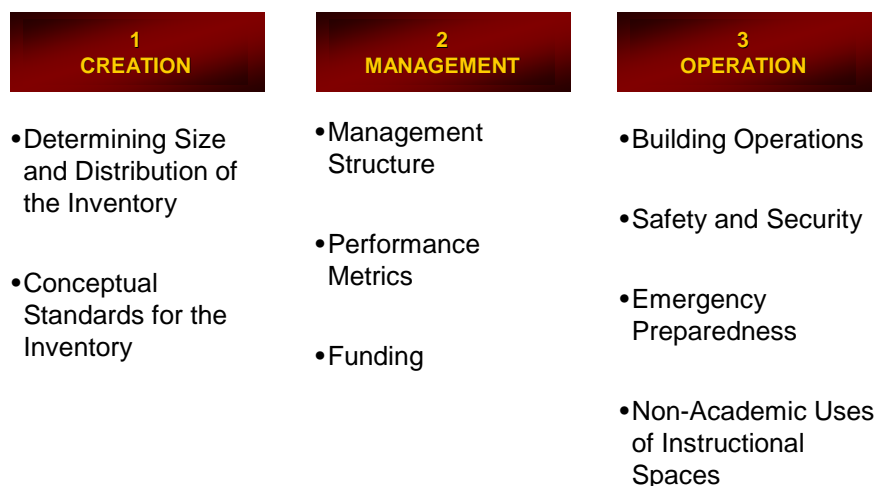 1
CREATION
•Determining Size
and Distribution of
the Inventory
•Conceptual
Standards for the
Inventory
2
MANAGEMENT
•Management
Structure
•Performance
Metrics
•Funding
3
OPERATION
•Building Operations
•Safety and Security
•Emergency
Preparedness
•Non-Academic Uses
of Instructional
Spaces